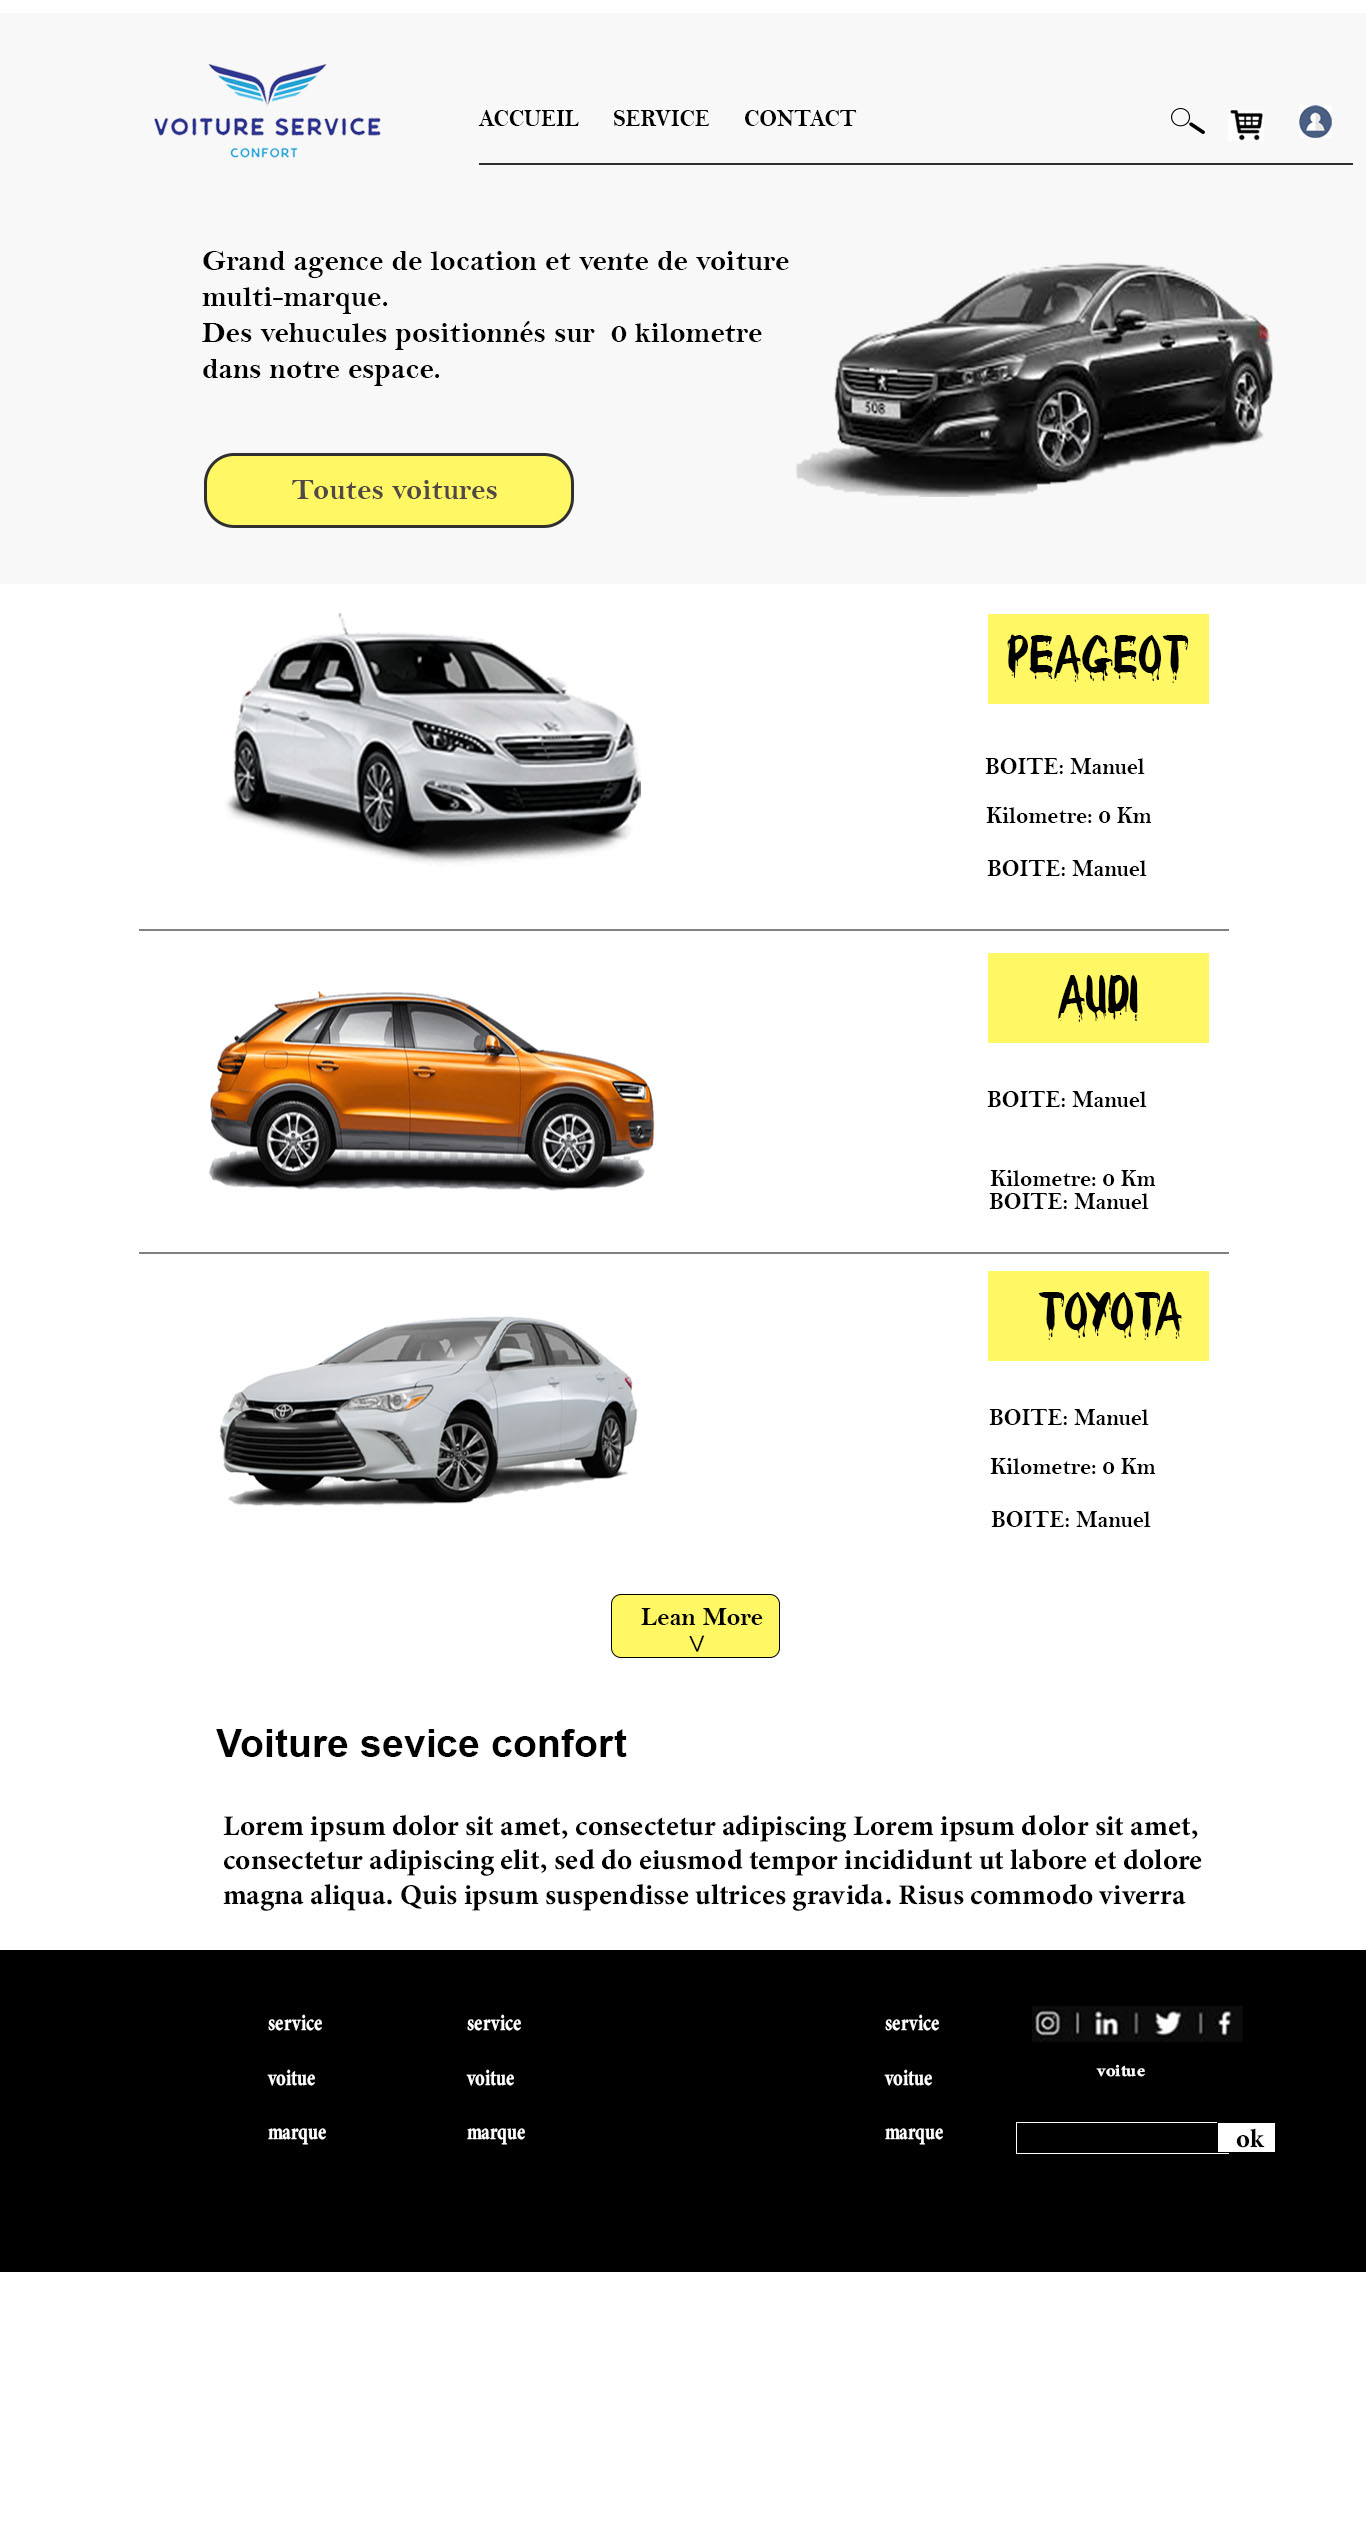 VOITURE SERVICE
CONFORT
ACCUEIL SERVICE CONTACT
Grand agence de location et vente de voiture
multi-marque.
Des vehucules positionnés sur 0 kilometre
dans notre espace.
508
Toutes voitures
PEAGEOT
BOITE: Manuel
Kilometre: 0 Km
BOITE: Manuel
AUDI
BOITE: Manuel
Kilometre: 0 Km
BOITE: Manuel
TOYOTA
BOITE: Manuel
Kilometre: 0 Km
BOITE: Manuel
Lean More
V
Voiture sevice confort
Lorem ipsum dolor sit amet, consectetur adipiscing Lorem ipsum dolor sit amet,
consectetur adipiscing elit, sed do eiusmod tempor incididunt ut labore et dolore
magna aliqua. Quis ipsum suspendisse ultrices gravida. Risus commodo viverra
service service service
voitue voitue voitue
marque marque marque
voitue
ok